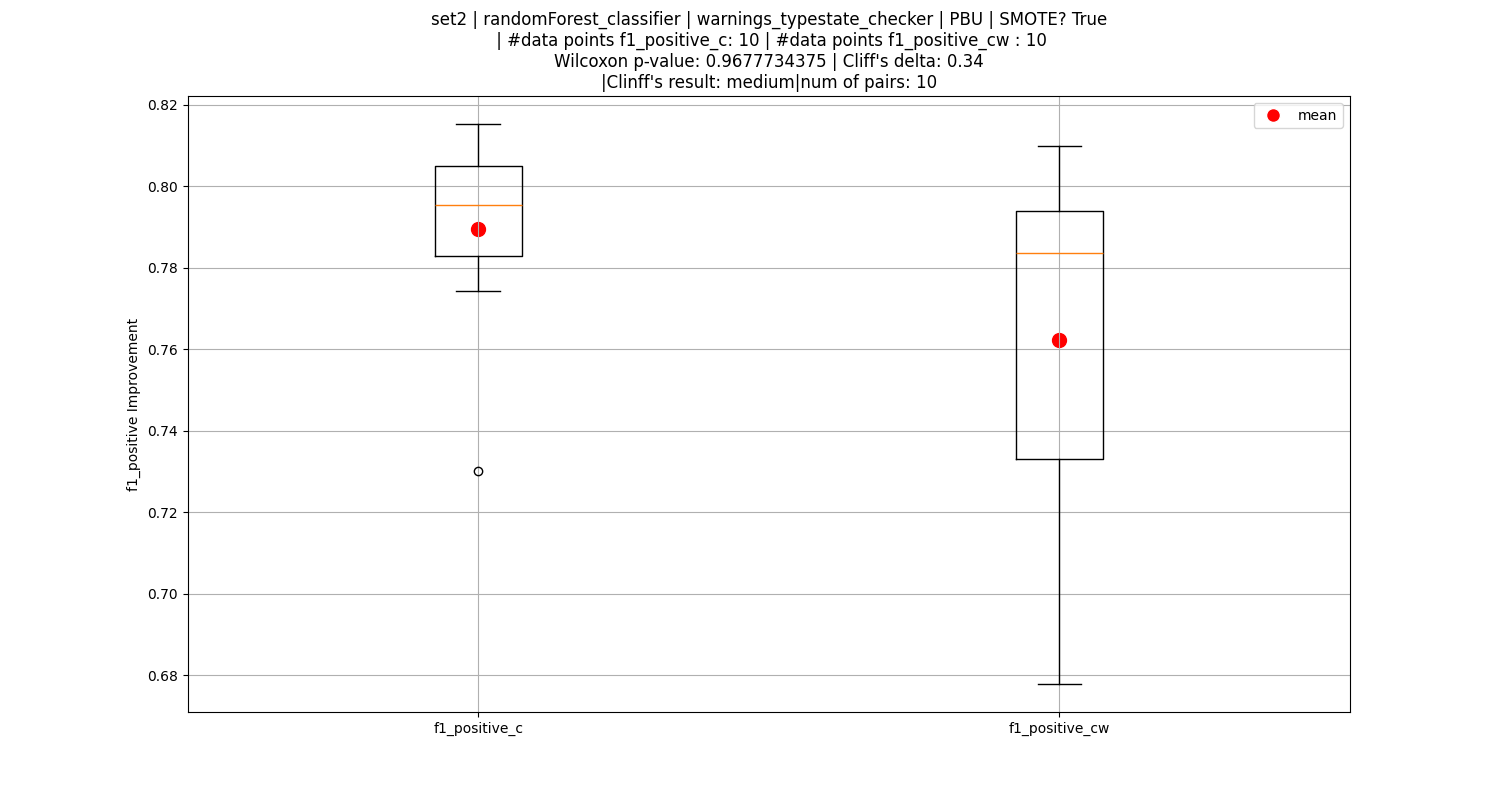 set2 | randomForest_classifier | warnings_typestate_checker | PBU | SMOTE? True
| #data points f1_positive_c: 10 | #data points f1_positive_cw : 10
Wilcoxon p-value: 0.9677734375 | Cliff's delta: 0.34
|Clinff's result: medium|num of pairs: 10
mean
0.82
0.80
0.78
0.76
0.74
0.72
0.70
0.68
f1_positive Improvement
f1_positive_c
f1_positive_cw